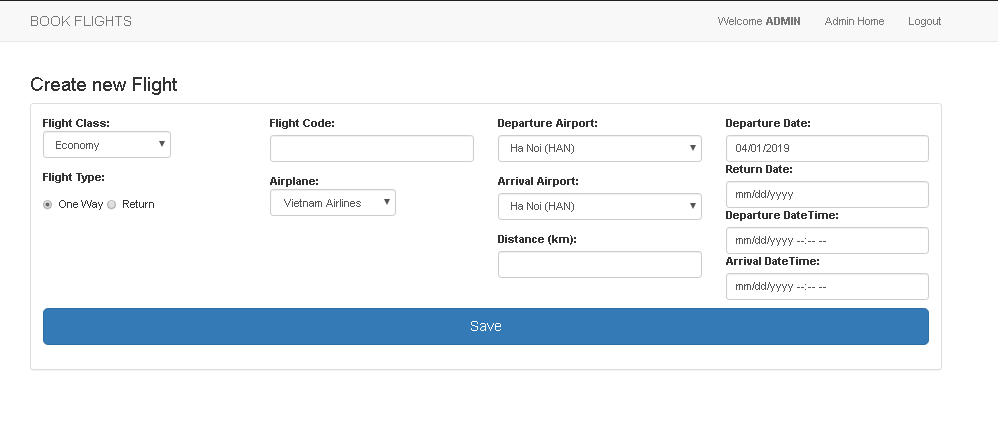 BOOK FLIGHTS
Welcome ADMIN
Admin Home
Logout
Create new Flight
Flight Class:
Economy
Flight Type:
One Way
Return
Flight Code:
Airplane:
Vietnam Airlines
Departure Airport:
Ha Noi (HAN)
Arrival Airport:
Ha Noi (HAN)
Distance (km):
Departure Date:
04/01/2019
Return Date:
mm/dd/yyyy
Departure DateTime:
mm/dd/yyyy --:-- --
Arrival DateTime:
mm/dd/yyyy --:-- --
Save